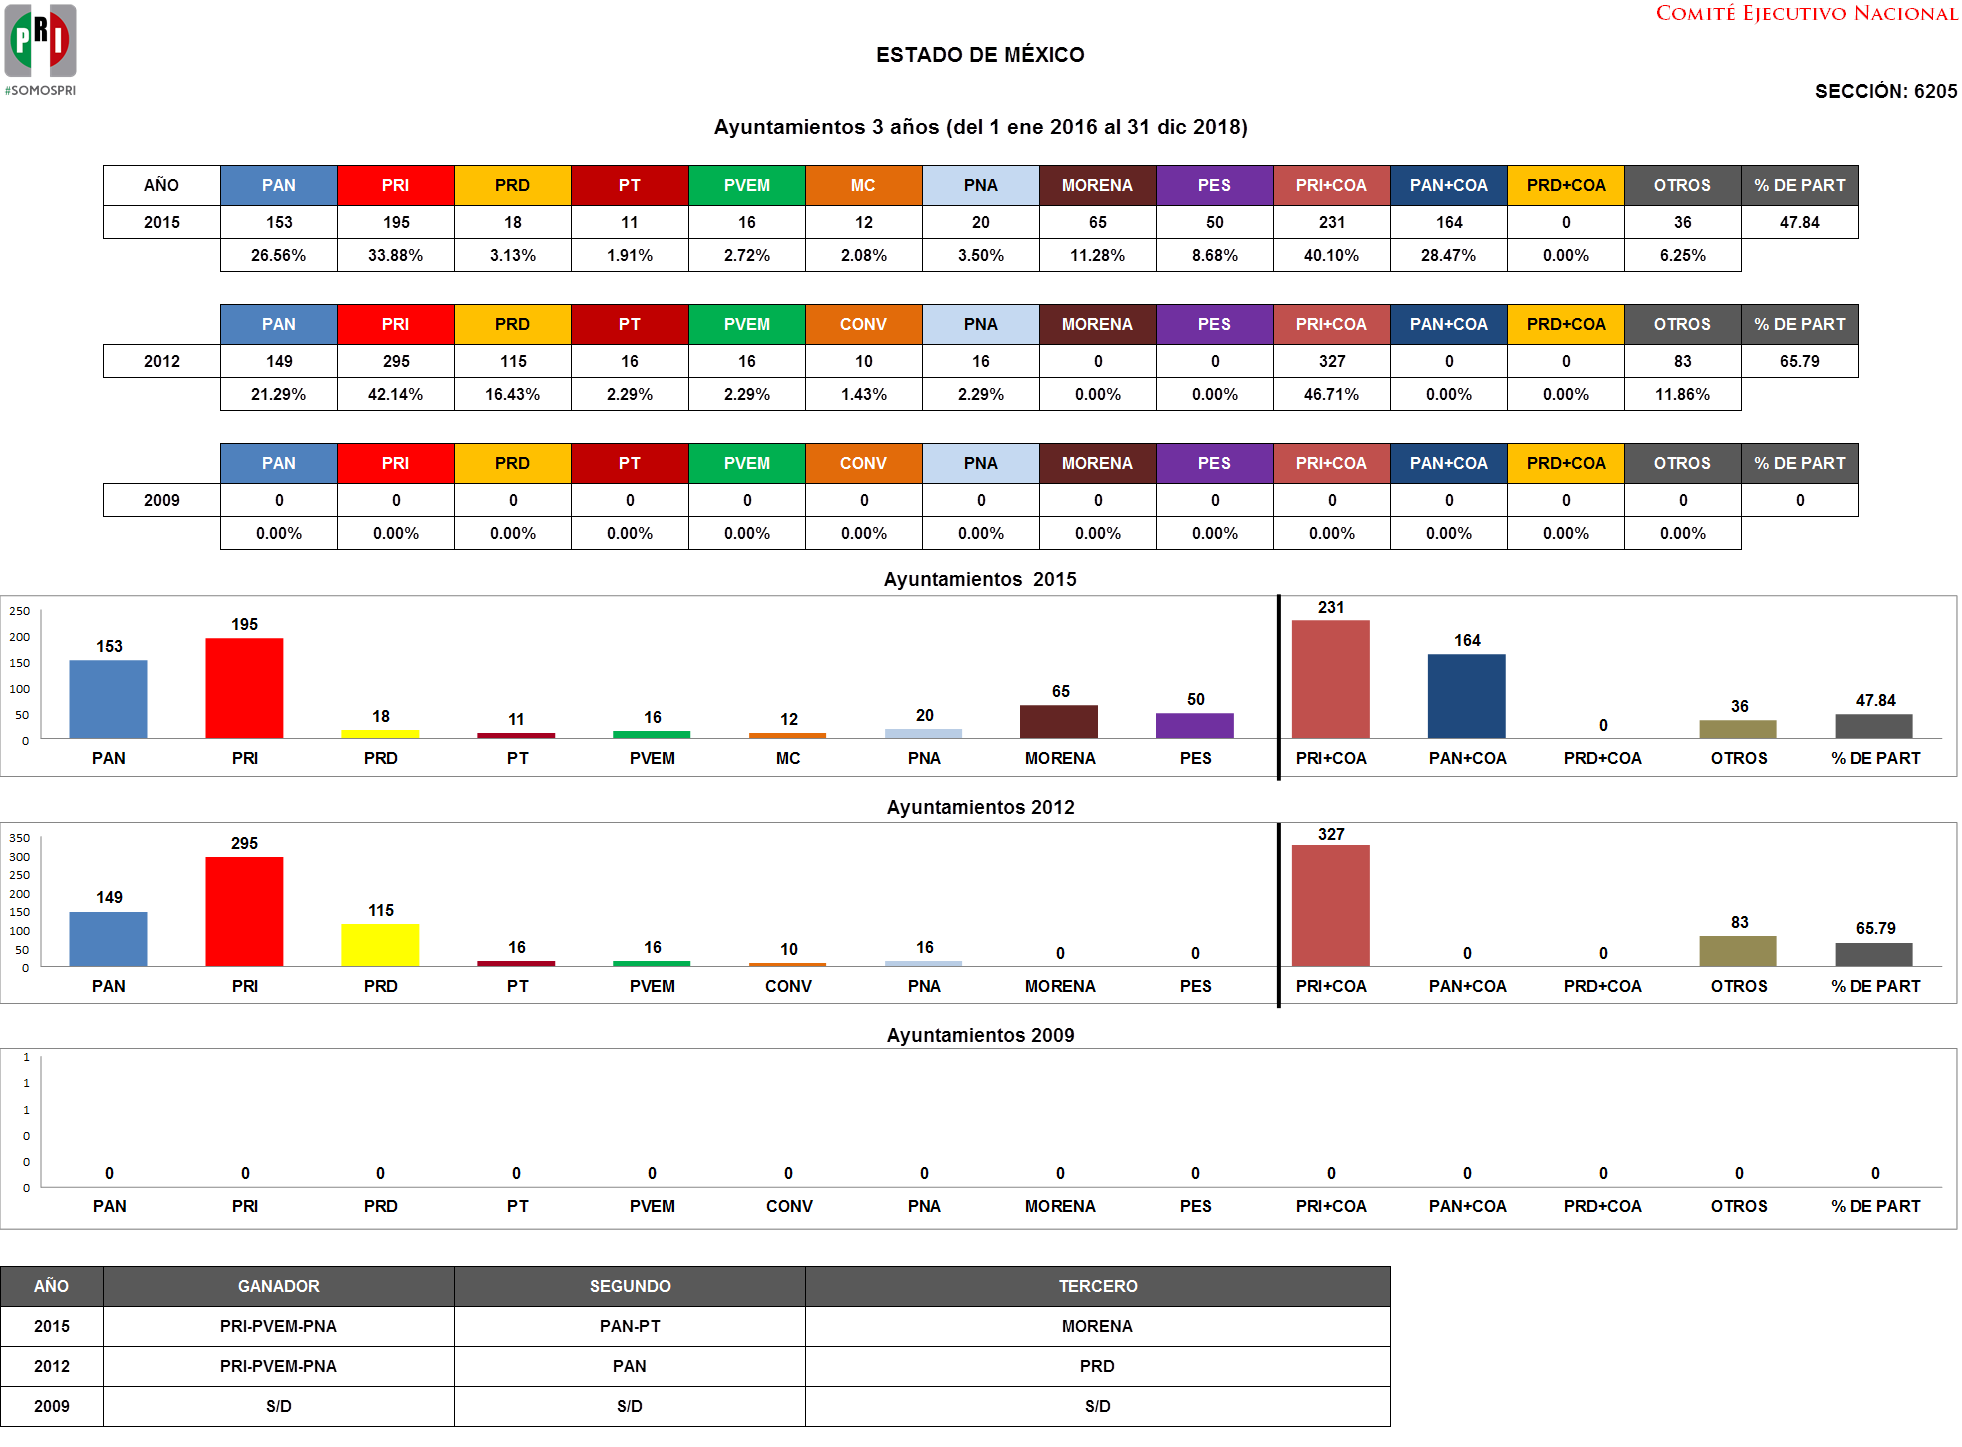 PRI
#SOMOSPRI
COMITÉ EJECUTIVO NACIONAL
ESTADO DE MÉXICO
SECCIÓN: 6205
Ayuntamientos 3 años (del 1 ene 2016 al 31 dic 2018)
AÑO PAN PRI PRD PT PVEM MC PNA MORENA PES PRI+COA PAN+COA PRD+COA OTROS % DE PART
2015 153 195 18 11 16 12 20 65 50 231 164 0 36 47.84
26.56% 33.88% 3.13% 1.91% 2.72% 2.08% 3.50% 11.28% 8.68% 40.10% 28.47% 0.00% 6.25%
PAN PRI PRD PT PVEM CONV PNA MORENA PES PRI+COA PAN+COA PRD+COA OTROS % DE PART
2012 149 295 115 16 16 10 16 0 0 327 0 0 83 65.79
21.29% 42.14% 16.43% 2.29% 2.29% 1.43% 2.29% 0.00% 0.00% 46.71% 0.00% 0.00% 11.86%
PAN PRI PRD PT PVEM CONV PNA MORENA PES PRI+COA PAN+COA PRD+COA OTROS % DE PART
2009 0 0 0 0 0 0 0 0 0 0 0 0 0 0
0.00% 0.00% 0.00% 0.00% 0.00% 0.00% 0.00% 0.00% 0.00% 0.00% 0.00% 0.00% 0.00%
Ayuntamientos 2015
250
200
150
100
50
0
153 195 18 11 16 12 20 65 50 231 164 0 36 47.84
PAN PRI PRD PT PVEM MC PNA MORENA PES PRI+COA PAN+COA PRD+COA OTROS % DE PART
Ayuntamientos 2012
350
300
250
200
150
100
50
0
149 295 115 16 16 10 16 0 0 327 0 0 83 65.79
PAN PRI PRD PT PVEM CONV PNA MORENA PES PRI+COA PAN+COA PRD+COA OTROS % DE PART
Ayuntamientos 2009
1
1
1
0
0
0
0 0 0 0 0 0 0 0 0 0 0 0 0 0
PAN PRI PRD PT PVEM CONV PNA MORENA PES PRI+COA PAN+COA PRD+COA OTROS % DE PART
AÑO GANADOR SEGUNDO TERCERO
2015 PRI-PVEM-PNA PAN-PT MORENA
2012 PRI-PVEM-PNA PAN PRD
2009 S/D S/D S/D